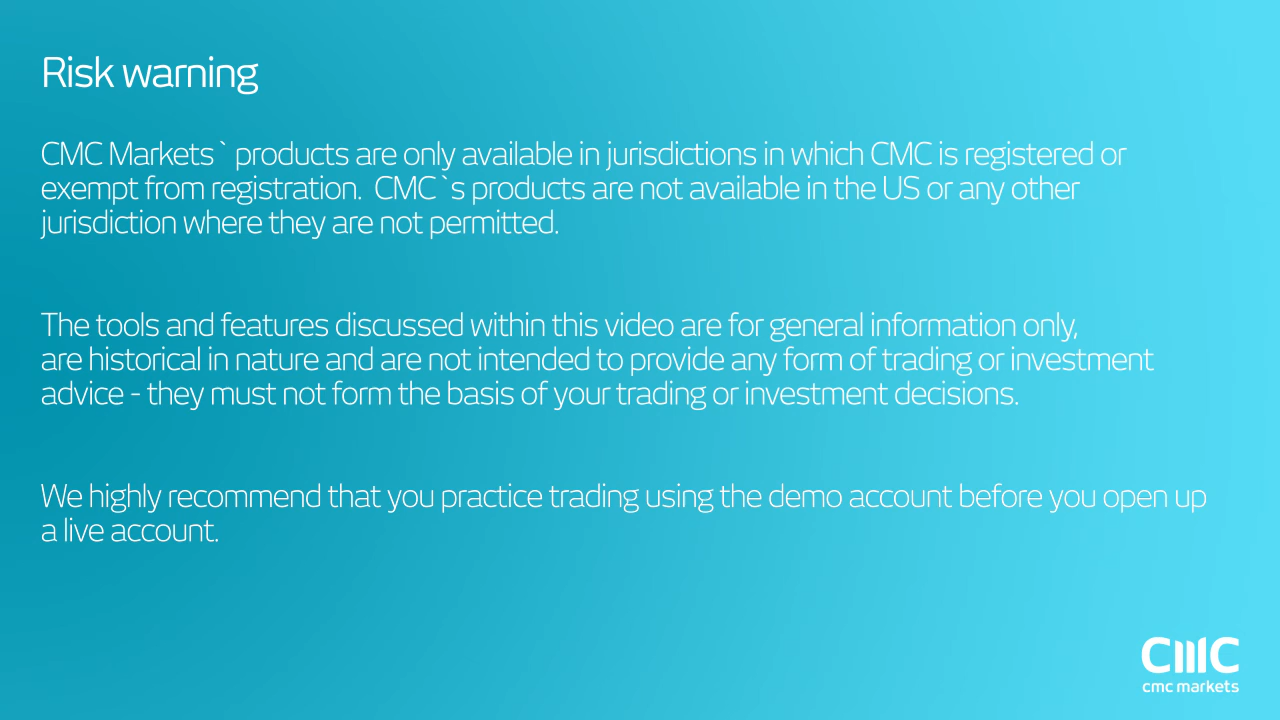 Risk warning
CMC Markets` products are only available in jurisdictions in which CMC is registered or
exempt from registration.  CMC`s products are not available in the US or any other
jurisdiction where they are not permitted.
The tools and features discussed within this video are for general information only,
are historical in nature and are not intended to provide any form of trading or investment
advice - they must not form the basis of your trading or investment decisions.
We highly recommend that you practice trading using the demo account before you open up
a live account.
CMC
cmc markets